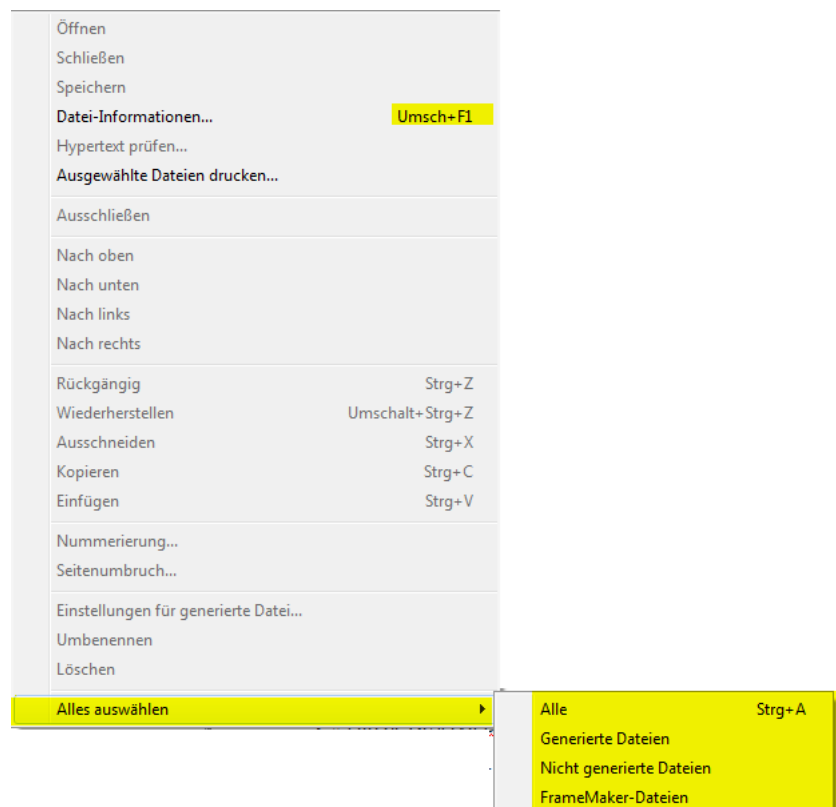 Öffnen
Schließen
Speichern
Datei-Informationen... Umsch+F1
Hypertext prüfen...
Ausgewählte Dateien drucken...
Ausschließen
Nach oben
Nach unten
Nach links
Nach rechts
Rückgängig Strg+Z
Wiederherstellen Umschalt+Strg+Z
Ausschneiden Strg+X
Kopieren Strg+C
Einfügen Strg+V
Nummerierung...
Seitenumbruch...
Einstellungen für generierte Datei...
Umbenennen
Löschen
Alles auswählen
Alle Strg+A
Generierte Dateien
Nicht generierte Dateien
FrameMaker-Dateien